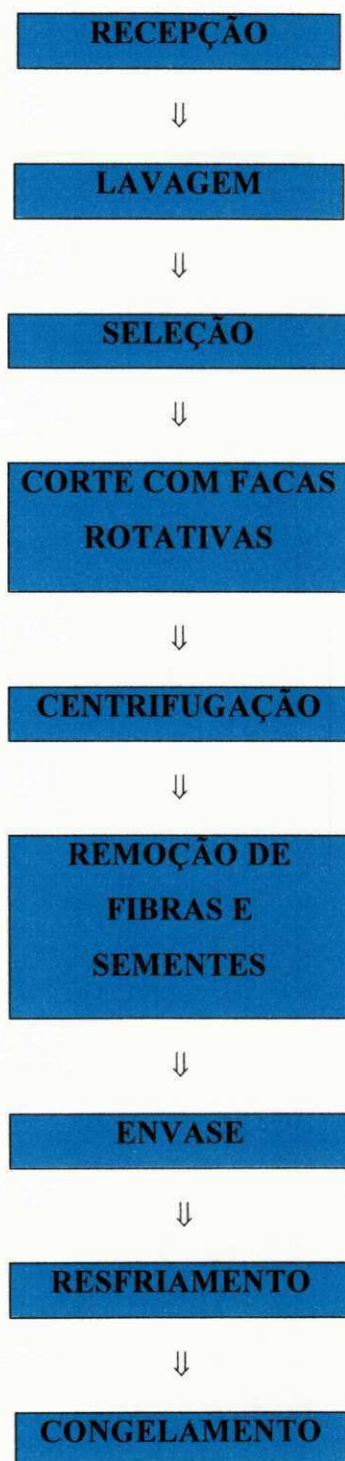 RECEPÇÃO
⇓
LAVAGEM
⇓
SELEÇÃO
⇓
CORTE COM FACAS
ROTATIVAS
⇓
CENTRIFUGAÇÃO
⇓
REMOÇÃO DE
FIBRAS E
SEMENTES
⇓
ENVASE
⇓
RESFRIAMENTO
⇓
CONGELAMENTO